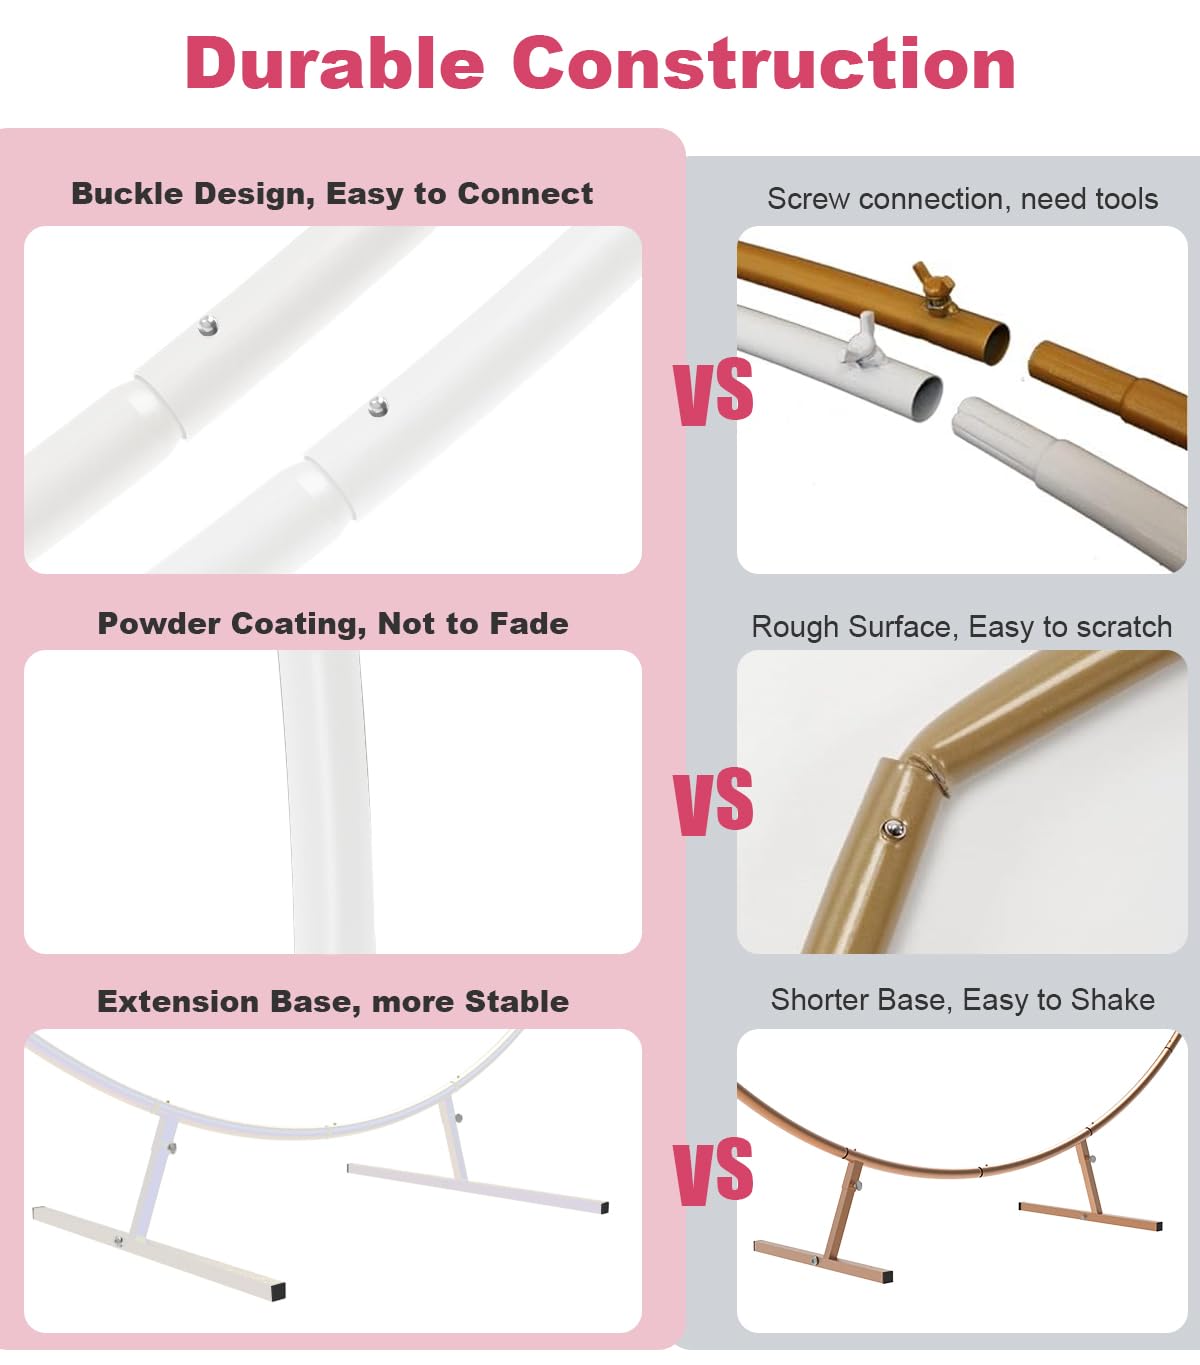 Durable Construction
Buckle Design, Easy to Connect
Screw connection, need tools
VS
Powder Coating, Not to Fade
Rough Surface, Easy to scratch
VS
Extension Base, more Stable
Shorter Base, Easy to Shake
VS